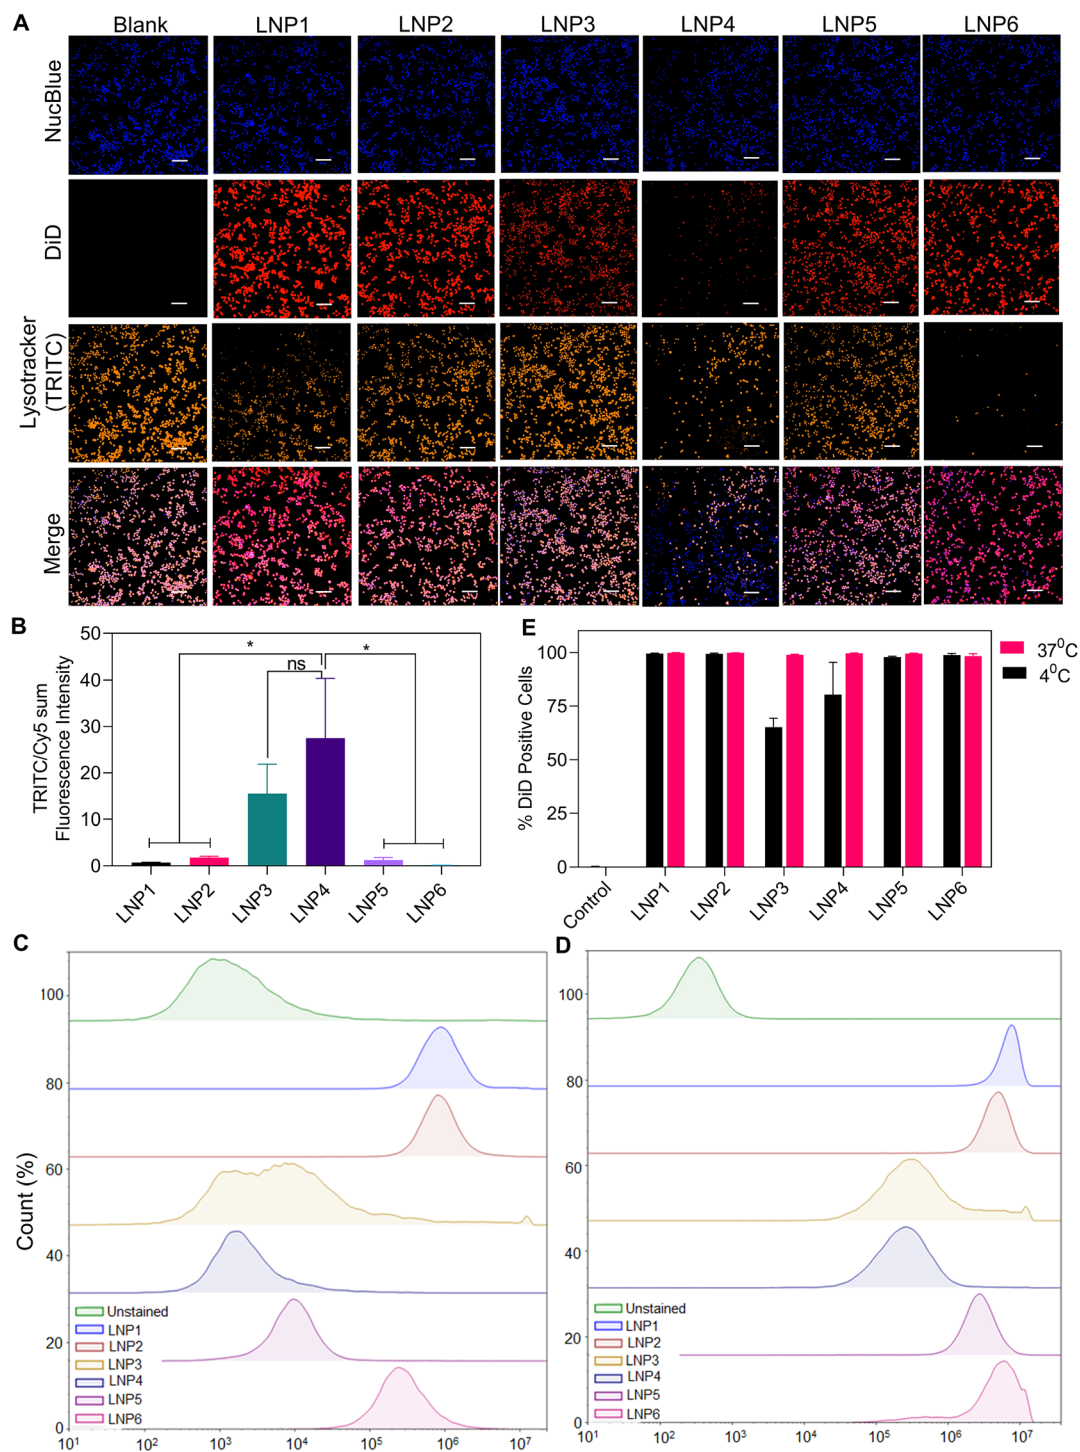 A
Blank LNP1 LNP2 LNP3 LNP4 LNP5 LNP6
NucBlue
DiD
Lysotracker
(TRITC)
Merge
B
TRITC/Cy5 sum
Fluorescence Intensity
50
40
30
20
10
0
* ns *
LNP1 LNP2 LNP3 LNP4 LNP5 LNP6
E
% DiD Positive Cells
100
75
50
25
0
37⁰C
4⁰C
Control LNP1 LNP2 LNP3 LNP4 LNP5 LNP6
C
Count (%)
100
80
60
40
20
0
Unstained
LNP1
LNP2
LNP3
LNP4
LNP5
LNP6
10¹ 10² 10³ 10⁴ 10⁵ 10⁶ 10⁷
D
100
80
60
40
20
0
Unstained
LNP1
LNP2
LNP3
LNP4
LNP5
LNP6
10¹ 10² 10³ 10⁴ 10⁵ 10⁶ 10⁷